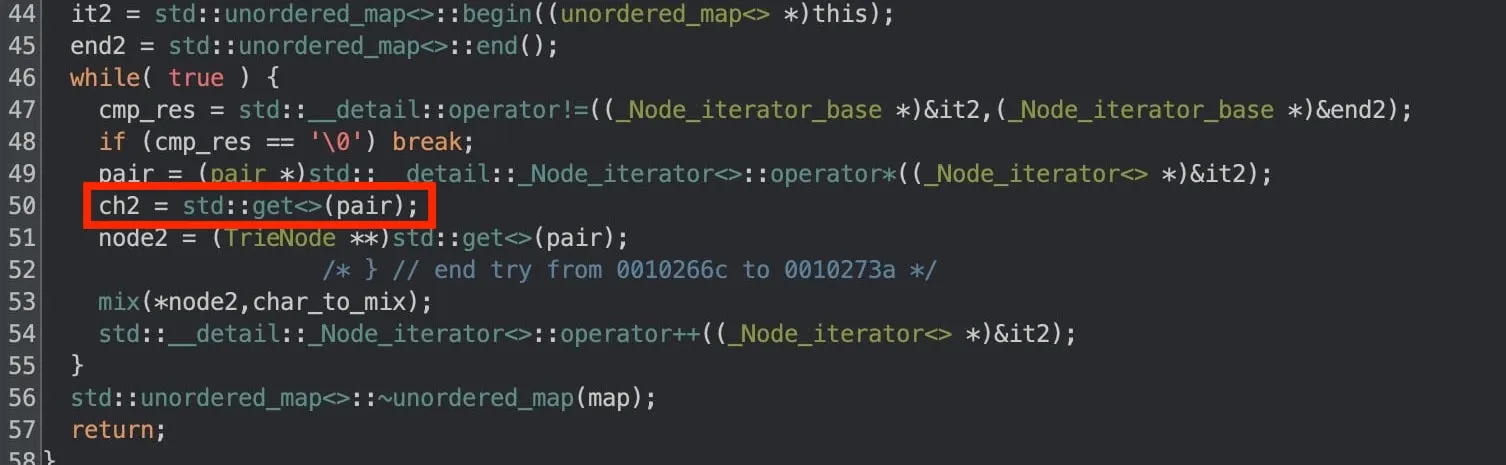 44 it2 = std::unordered_map<>::begin((unordered_map<> *)this);
45 end2 = std::unordered_map<>::end();
46 while( true ) {
47 cmp_res = std::__detail::operator!=((_Node_iterator_base *)&it2,(_Node_iterator_base *)&end2);
48 if (cmp_res == '\0') break;
49 pair = (pair *)std::__detail::_Node_iterator<>::operator*((_Node_iterator<> *)&it2);
50 ch2 = std::get<>(pair);
51 node2 = (TrieNode **)std::get<>(pair);
52 /* } // end try from 0010266c to 0010273a */
53 mix(*node2,char_to_mix);
54 std::__detail::_Node_iterator<>::operator++((_Node_iterator<> *)&it2);
55 }
56 std::unordered_map<>::~unordered_map(map);
57 return;
58 }